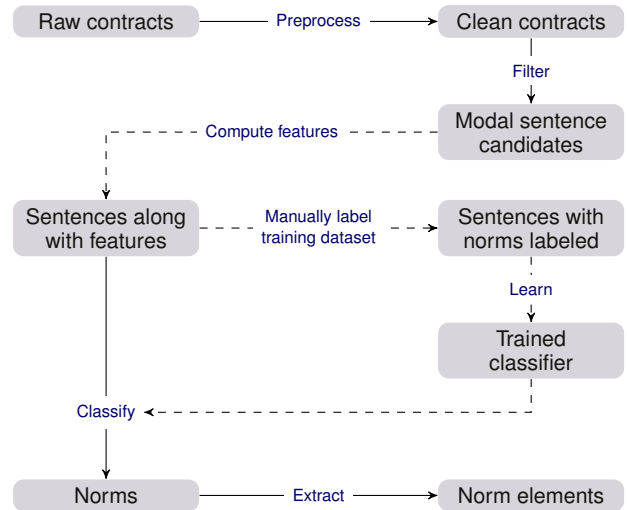 Raw contracts
Preprocess
Clean contracts
Filter
Modal sentence
candidates
Compute features
Sentences along
with features
Manually label
training dataset
Sentences with
norms labeled
Learn
Trained
classifier
Classify
Norms
Extract
Norm elements